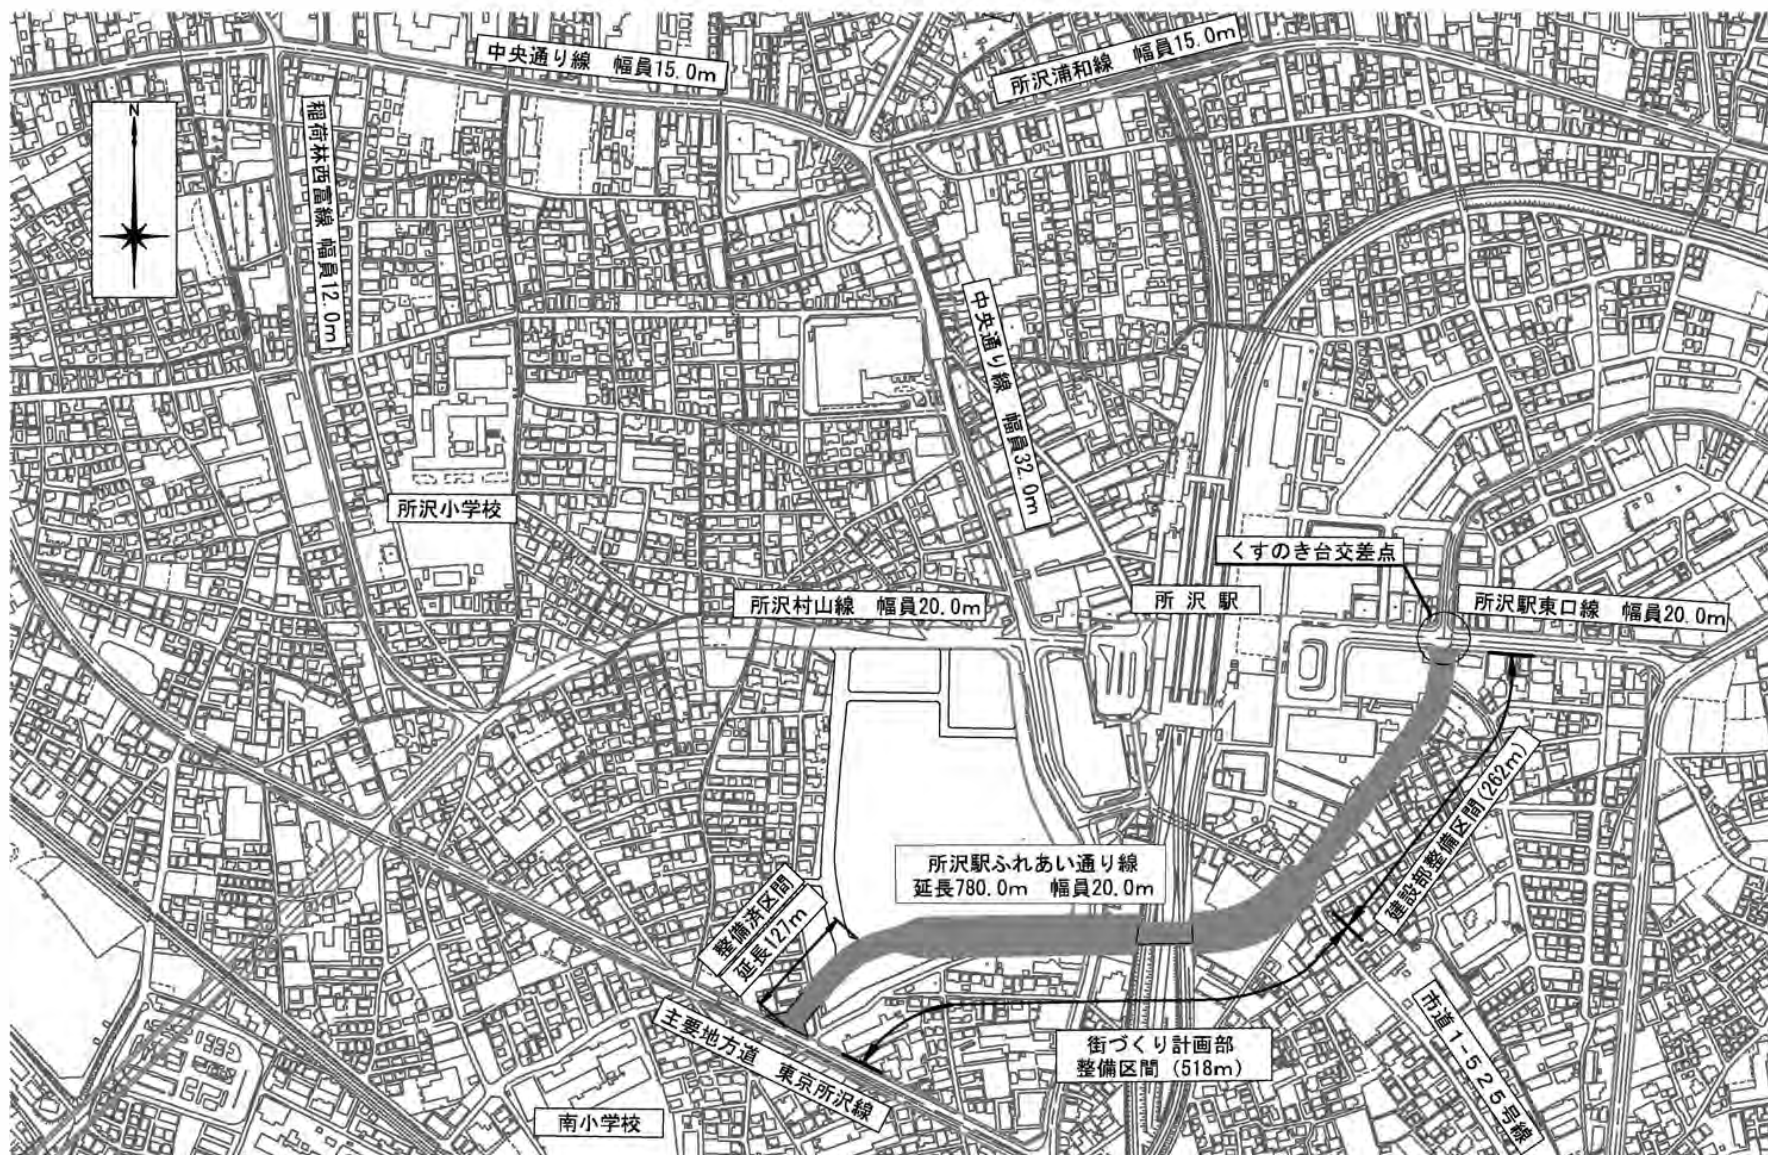 中央通り線 幅員15.0m
所沢浦和線 幅員15.0m
N
稲荷林西富線 幅員12.0m
中央通り線 幅員32.0m
所沢小学校
くすのき台交差点
所沢村山線 幅員20.0m
所沢駅
所沢駅東口線 幅員20.0m
建設部整備区間(262m)
所沢駅ふれあい通り線
延長780.0m 幅員20.0m
整備済区間
延長127m
主要地方道 東京所沢線
街づくり計画部
整備区間(518m)
市道1-525号線
南小学校